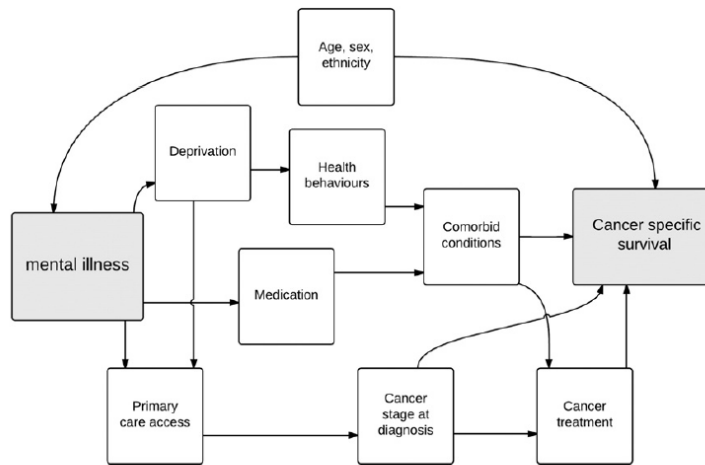 Age, sex,
ethnicity
Deprivation
Health
behaviours
mental illness
Comorbid
conditions
Cancer specific
survival
Medication
Primary
care access
Cancer
stage at
diagnosis
Cancer
treatment